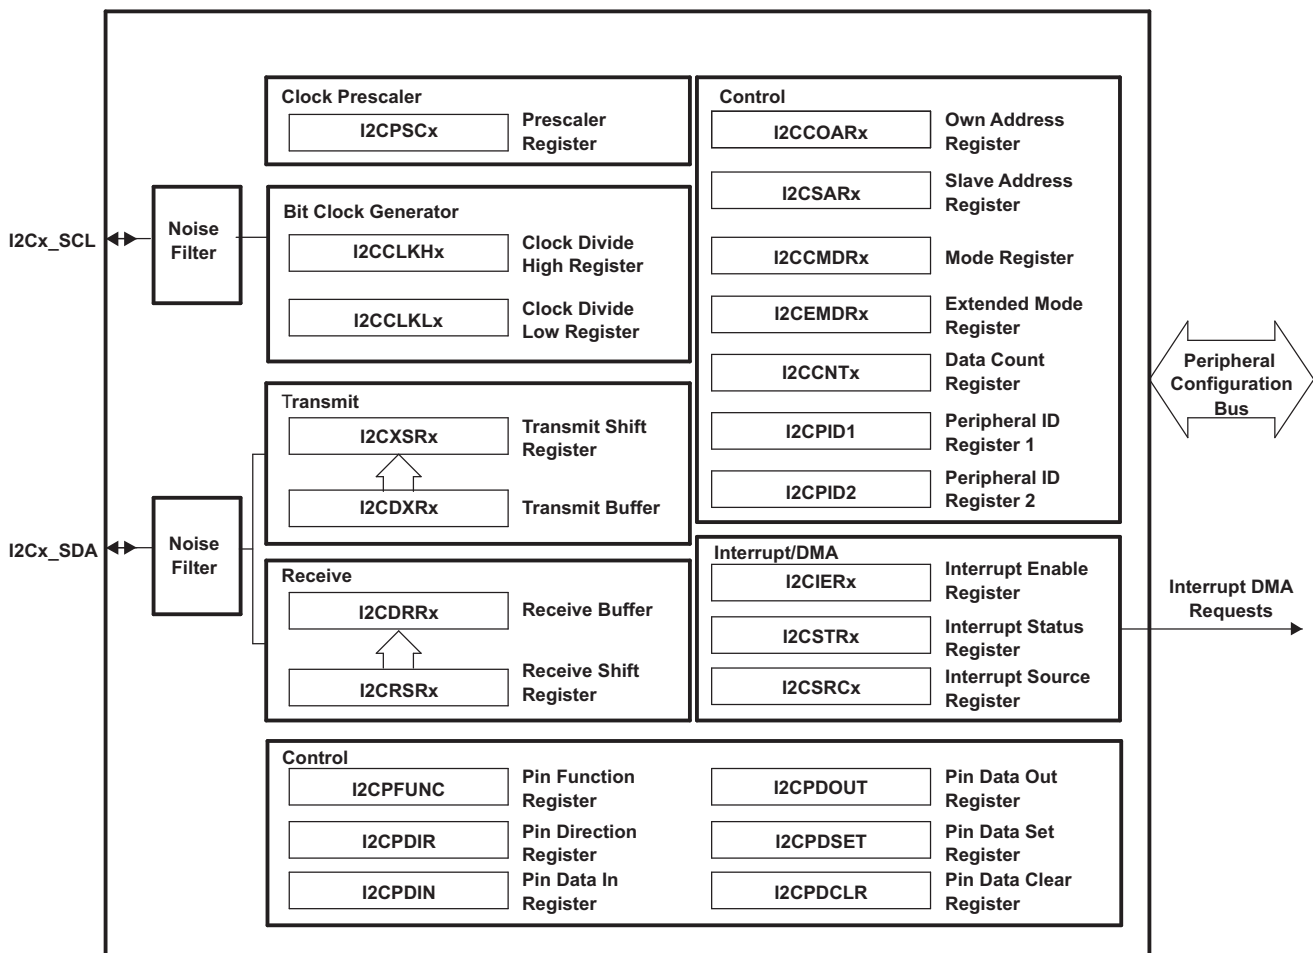 Clock Prescaler
I2CPSCx
Prescaler
Register
I2Cx_SCL
Noise
Filter
Bit Clock Generator
I2CCLKHx
Clock Divide
High Register
I2CCLKLx
Clock Divide
Low Register
Transmit
I2CXSRx
Transmit Shift
Register
I2CDXRx
Transmit Buffer
I2Cx_SDA
Noise
Filter
Receive
I2CDRRx
Receive Buffer
I2CRSRx
Receive Shift
Register
Control
I2CCOARx
Own Address
Register
I2CSARx
Slave Address
Register
I2CCMDRx
Mode Register
I2CEMDRx
Extended Mode
Register
I2CCNTx
Data Count
Register
I2CPID1
Peripheral ID
Register 1
I2CPID2
Peripheral ID
Register 2
Peripheral
Configuration
Bus
Interrupt/DMA
I2CIERx
Interrupt Enable
Register
I2CSTRx
Interrupt Status
Register
I2CSRCx
Interrupt Source
Register
Interrupt DMA
Requests
Control
I2CPFUNC
Pin Function
Register
I2CPDIR
Pin Direction
Register
I2CPDIN
Pin Data In
Register
I2CPDOUT
Pin Data Out
Register
I2CPDSET
Pin Data Set
Register
I2CPDCLR
Pin Data Clear
Register